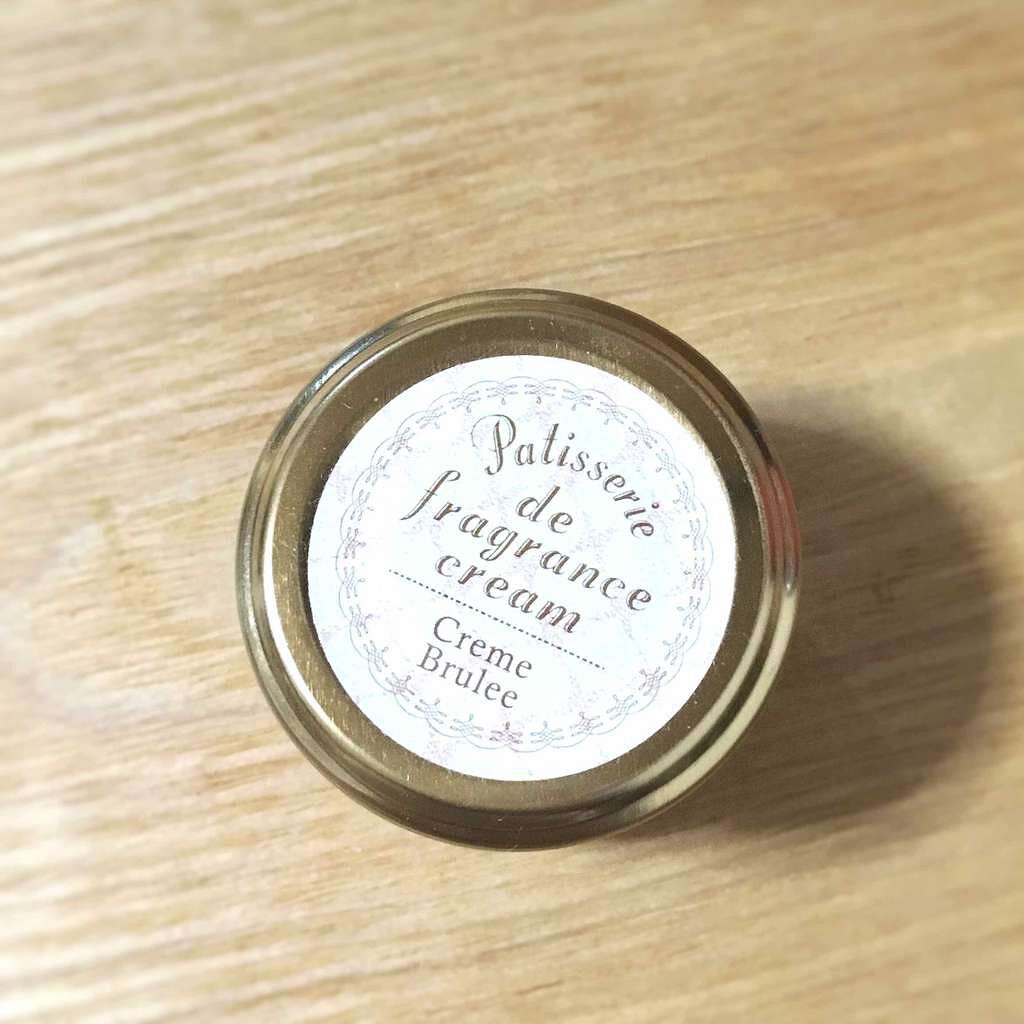 Patisserie
de
fragrance
cream
Creme
Brulee